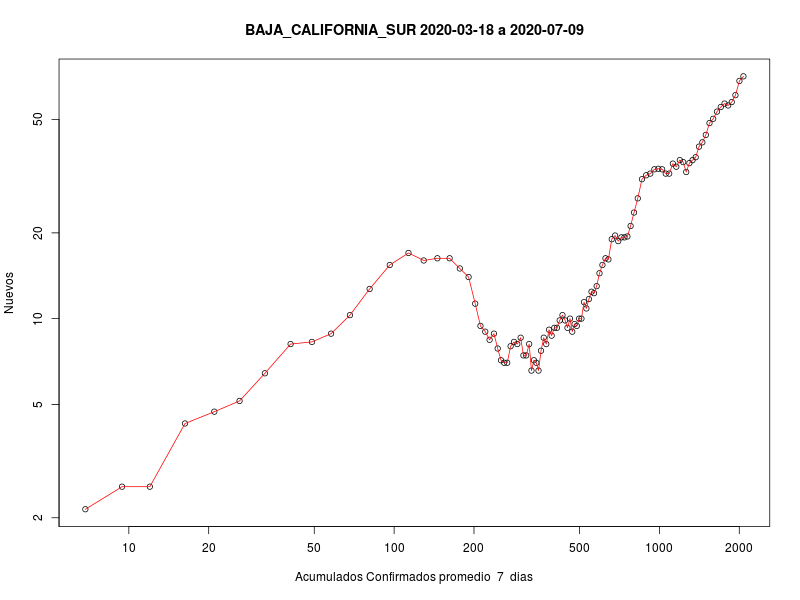 BAJA_CALIFORNIA_SUR 2020-03-18 a 2020-07-09
Nuevos
50
20
10
5
2
10 20 50 100 200 500 1000 2000
Acumulados Confirmados promedio 7 dias